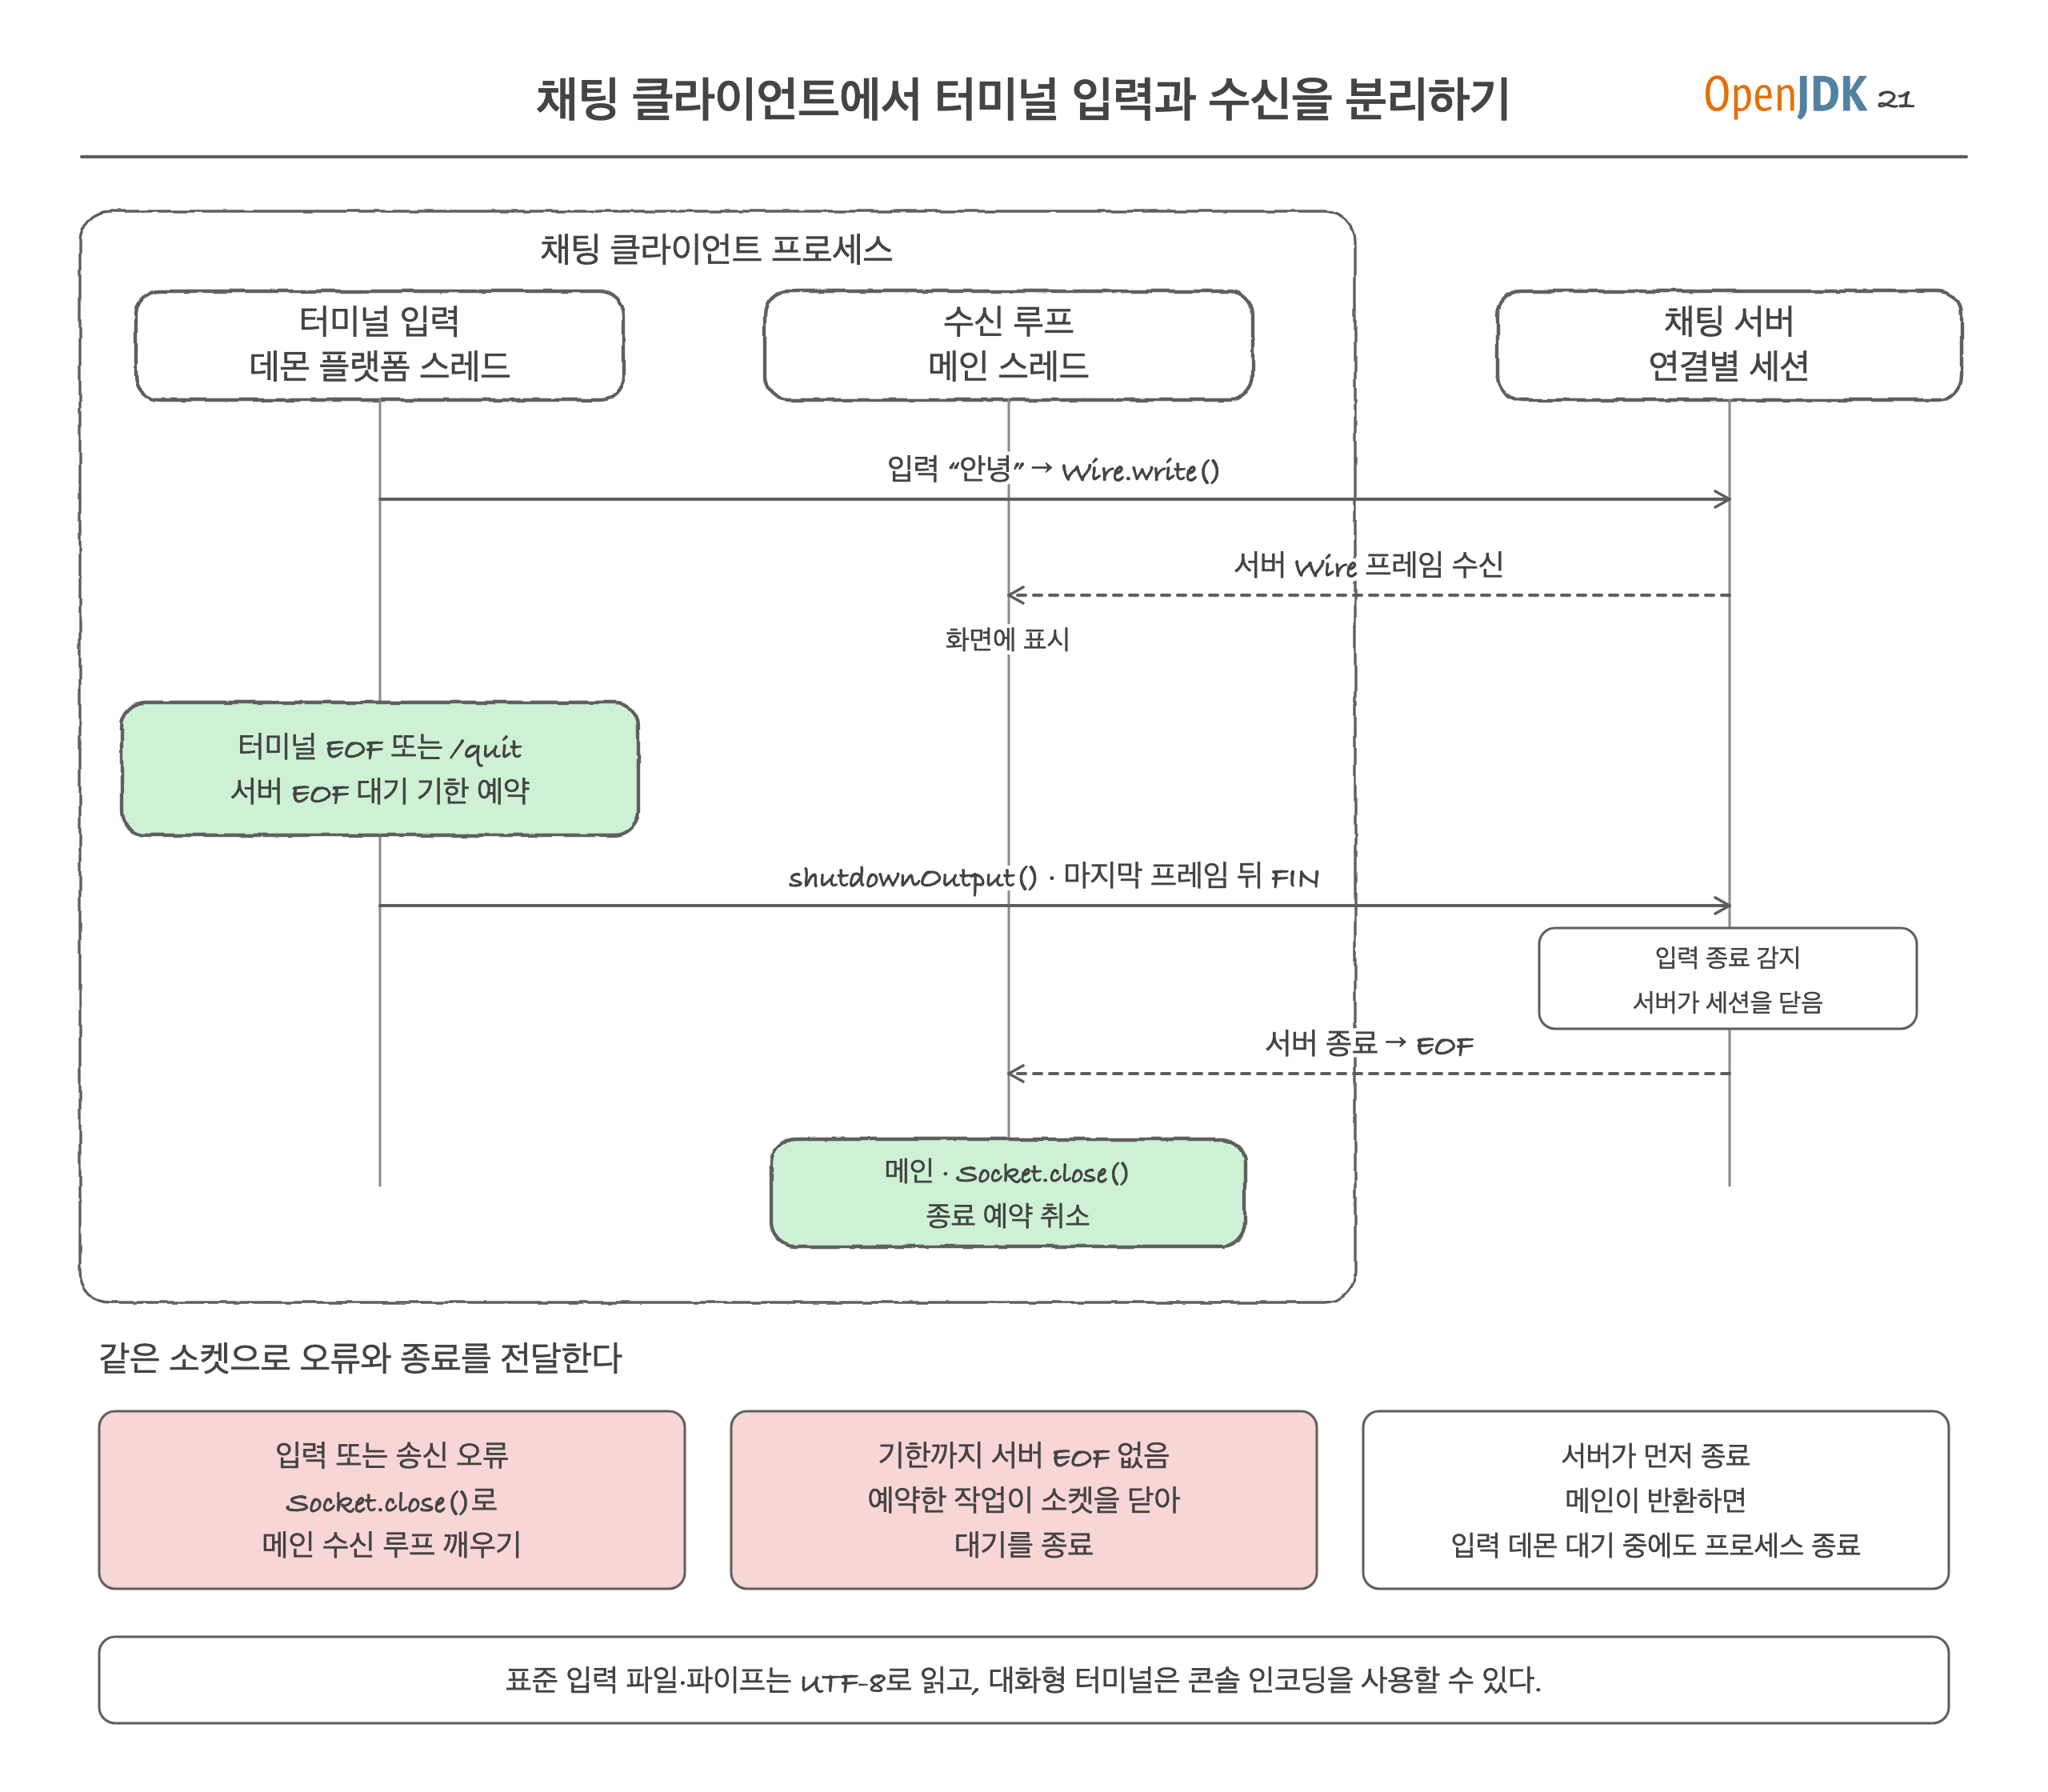 채팅 클라이언트에서 터미널 입력과 수신을 분리하기
OpenJDK 21
채팅 클라이언트 프로세스
터미널 입력
데몬 플랫폼 스레드
수신 루프
메인 스레드
채팅 서버
연결별 세션
입력 “안녕” → Wire.write()
서버 Wire 프레임 수신
화면에 표시
터미널 EOF 또는 /quit
서버 EOF 대기 기한 예약
shutdownOutput() · 마지막 프레임 뒤 FIN
입력 종료 감지
서버가 세션을 닫음
서버 종료 → EOF
메인 · Socket.close()
종료 예약 취소
같은 소켓으로 오류와 종료를 전달한다
입력 또는 송신 오류
Socket.close()로
메인 수신 루프 깨우기
기한까지 서버 EOF 없음
예약한 작업이 소켓을 닫아
대기를 종료
서버가 먼저 종료
메인이 반환하면
입력 데몬 대기 중에도 프로세스 종료
표준 입력 파일·파이프는 UTF-8로 읽고, 대화형 터미널은 콘솔 인코딩을 사용할 수 있다.